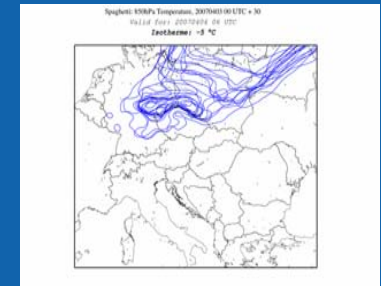 Spaghetti: 850hPa Temperature, 20070403 00 UTC + 30
Valid for: 20070404 06 UTC
Isotherme: -5 °C